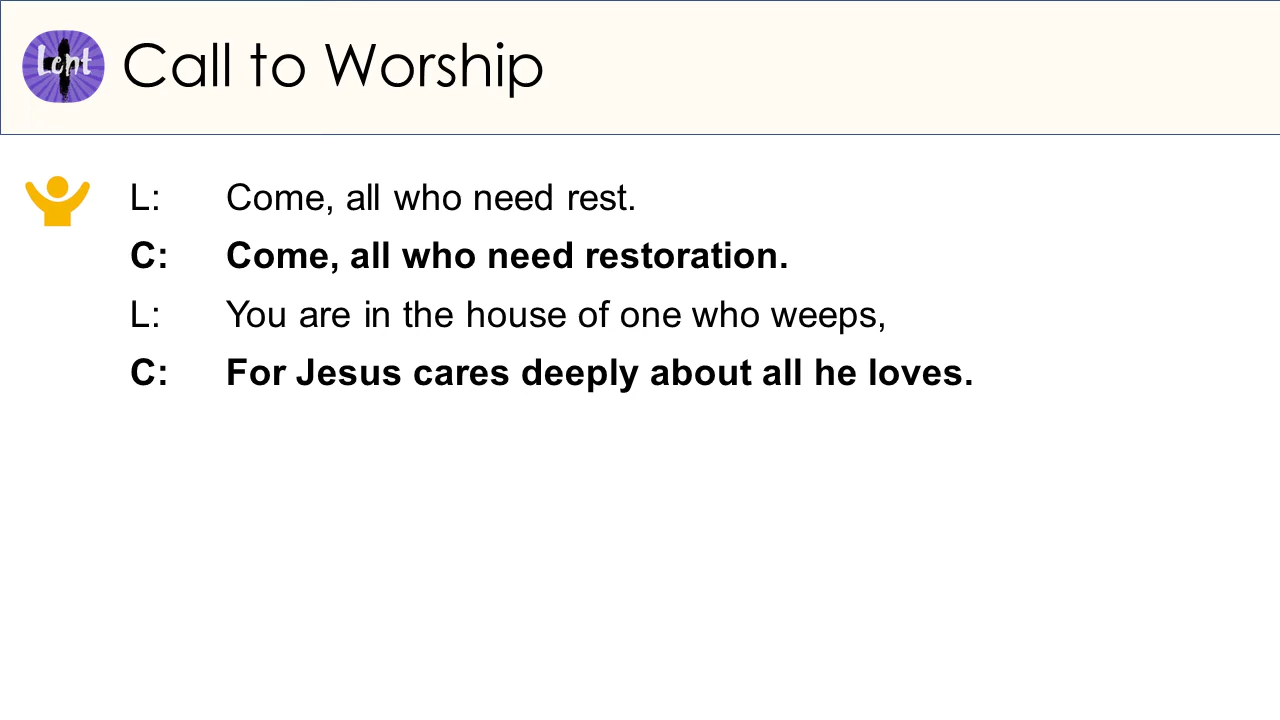 Lent
Call to Worship
L: Come, all who need rest.
C: Come, all who need restoration.
L: You are in the house of one who weeps,
C: For Jesus cares deeply about all he loves.